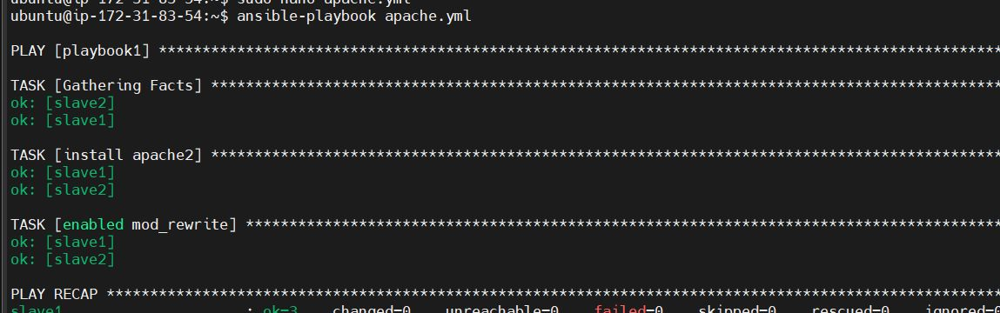 ubuntu@ip-172-31-83-54:~$ sudo nano apache.yml
ubuntu@ip-172-31-83-54:~$ ansible-playbook apache.yml
PLAY [playbook1] *************************************************************************************************
TASK [Gathering Facts] *******************************************************************************************
ok: [slave2]
ok: [slave1]
TASK [install apache2] *******************************************************************************************
ok: [slave1]
ok: [slave2]
TASK [enabled mod_rewrite] ***************************************************************************************
ok: [slave1]
ok: [slave2]
PLAY RECAP *******************************************************************************************************
slave1 : ok=3 changed=0 unreachable=0 failed=0 skipped=0 rescued=0 ignored=0